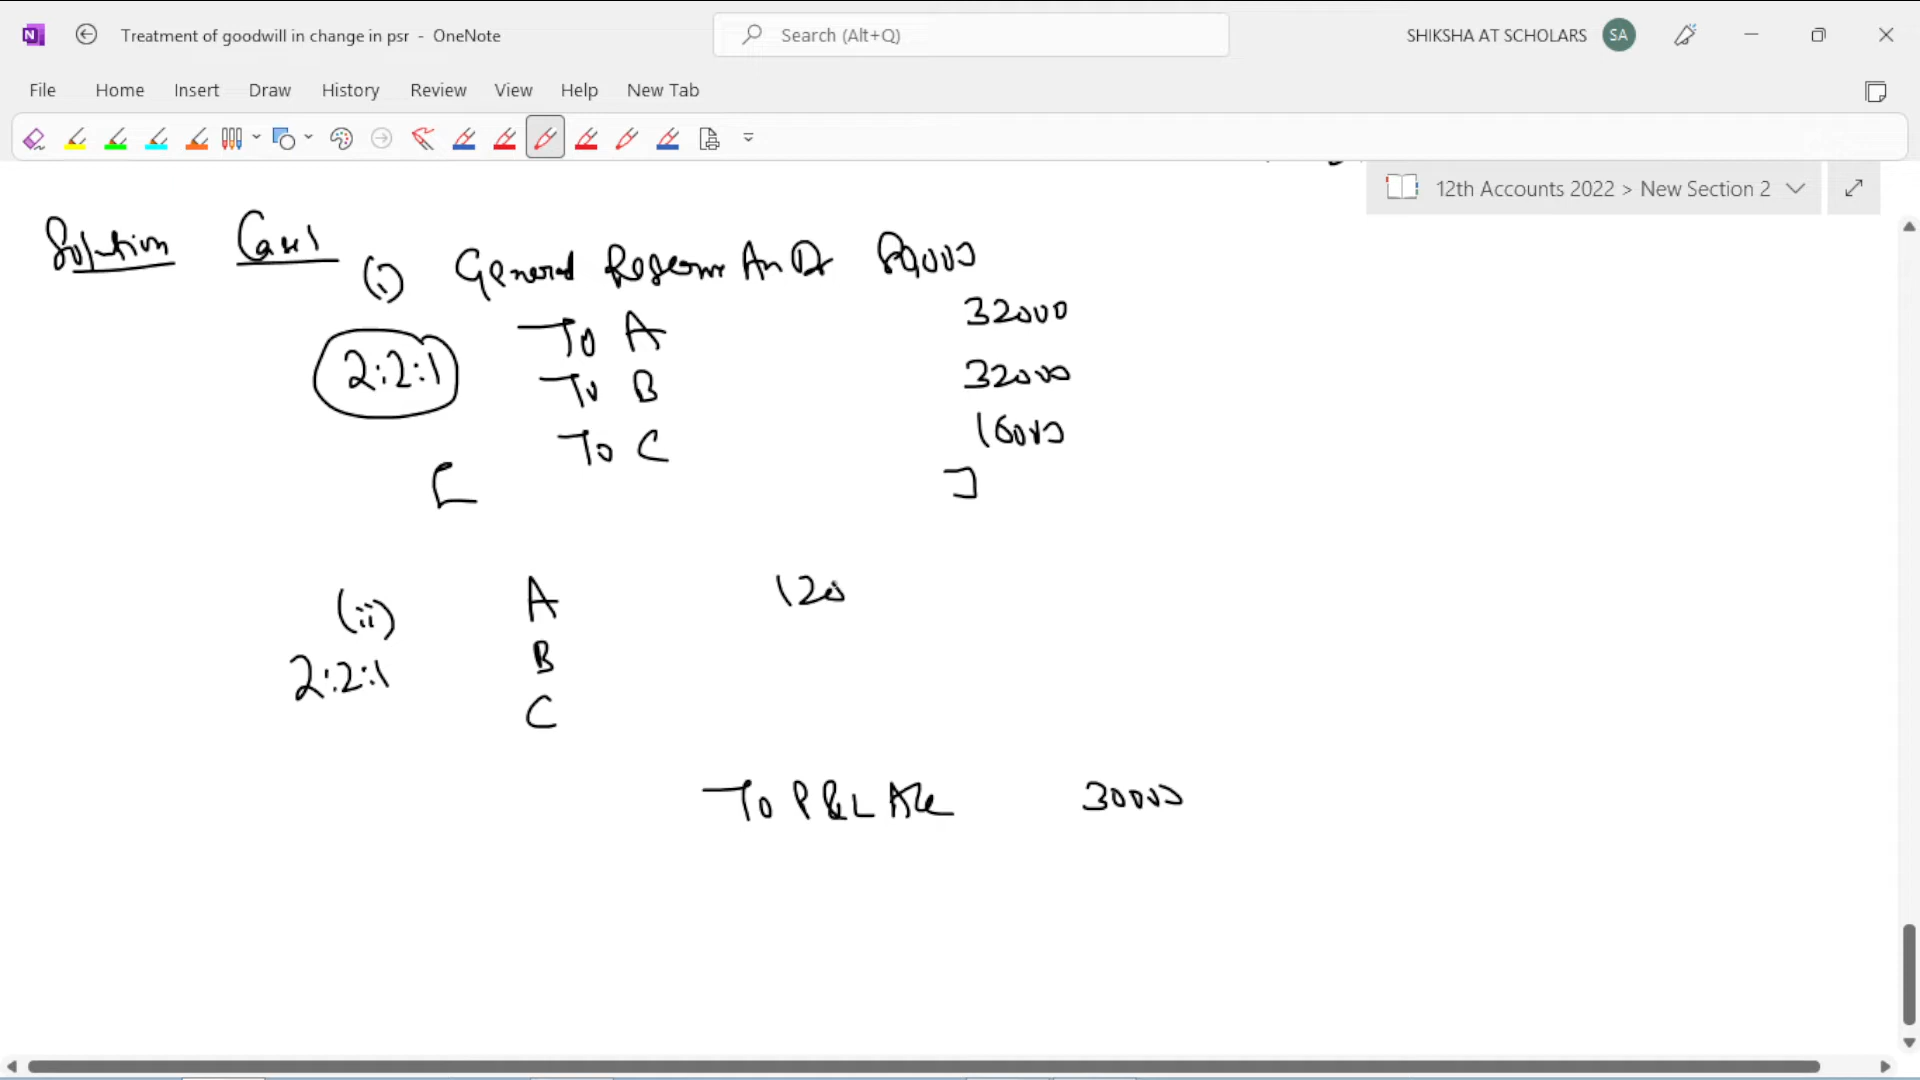 Treatment of goodwill in change in psr - OneNote
Search (Alt+Q)
SHIKSHA AT SCHOLARS SA
File Home Insert Draw History Review View Help New Tab
12th Accounts 2022 > New Section 2
Solution Case 1
(i) General Reserve A/c Dr 80000
To A 32000
2:2:1
To B 32000
To C 16000
[ ]
(ii) A 120
2:2:1 B
C
To P&L A/c 30000